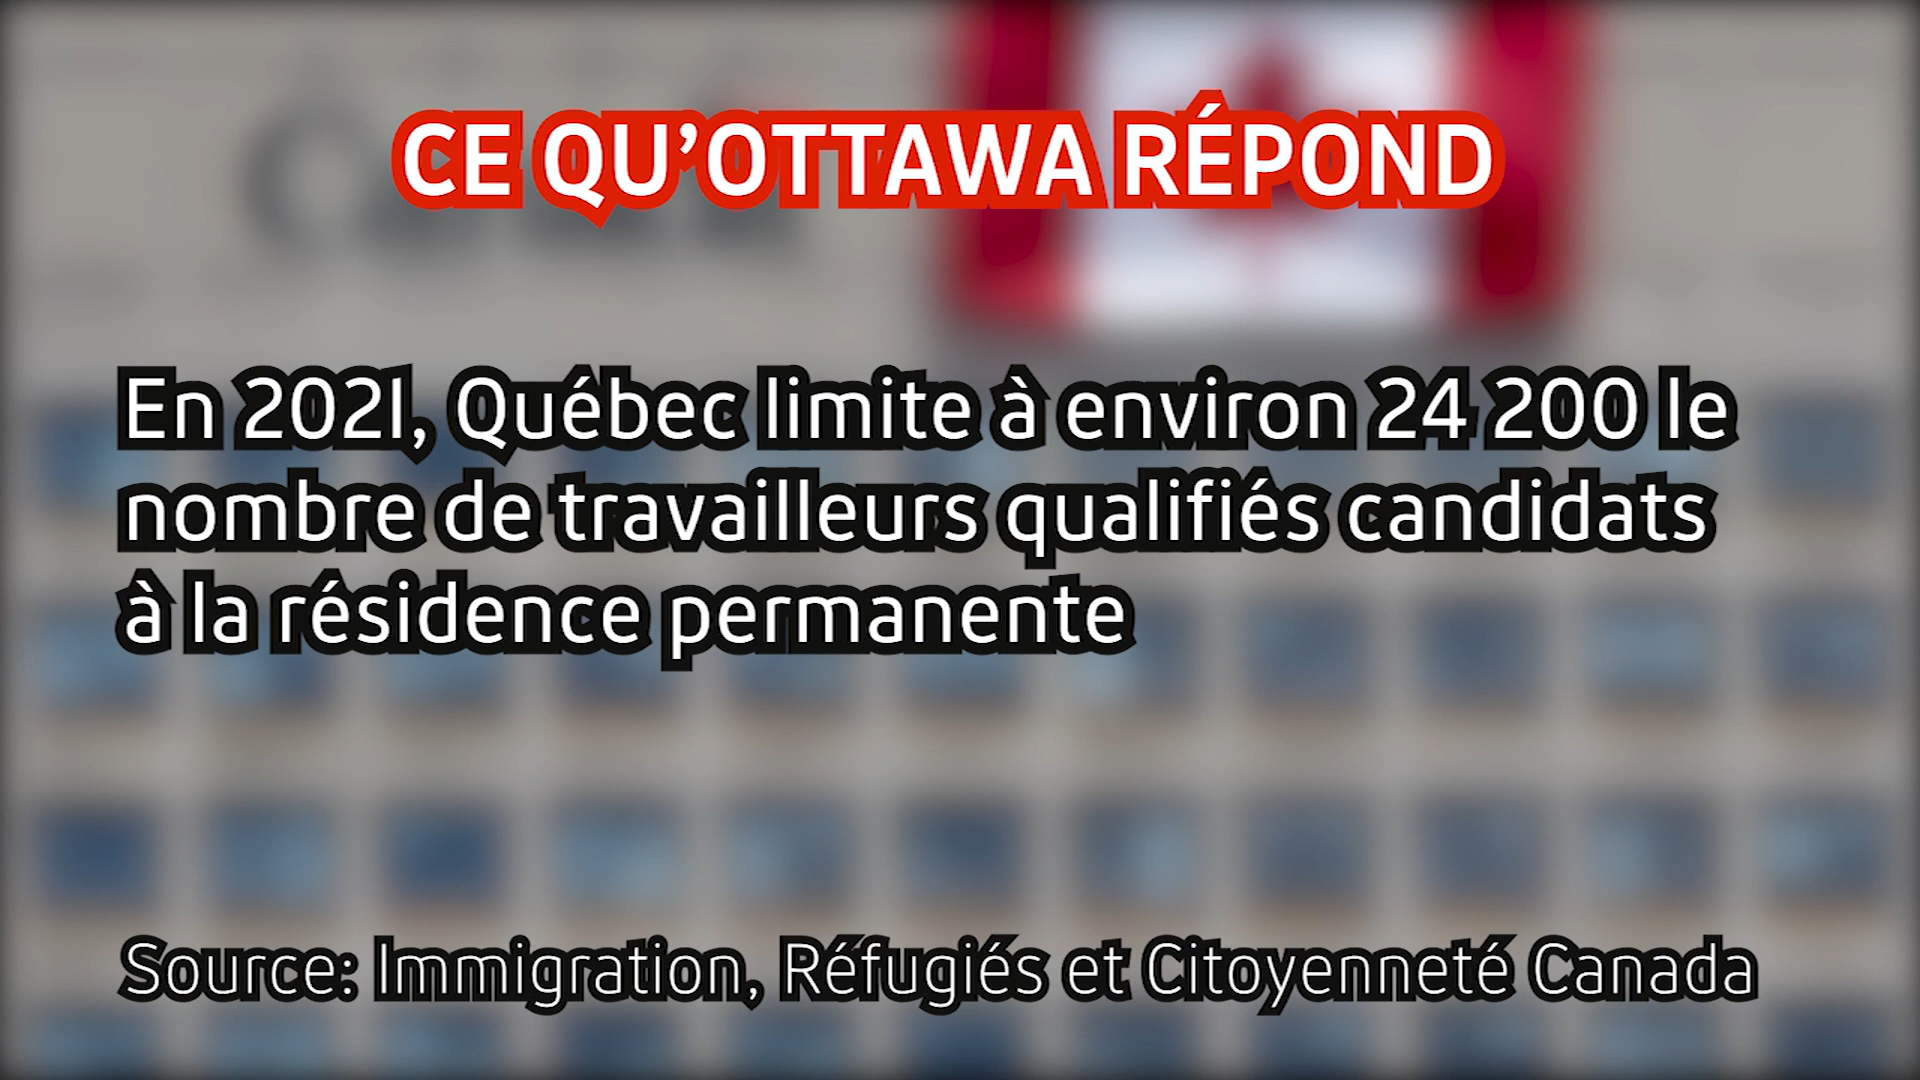 CE QU’OTTAWA RÉPOND
En 2021, Québec limite à environ 24 200 le
nombre de travailleurs qualifiés candidats
à la résidence permanente
Source: Immigration, Réfugiés et Citoyenneté Canada